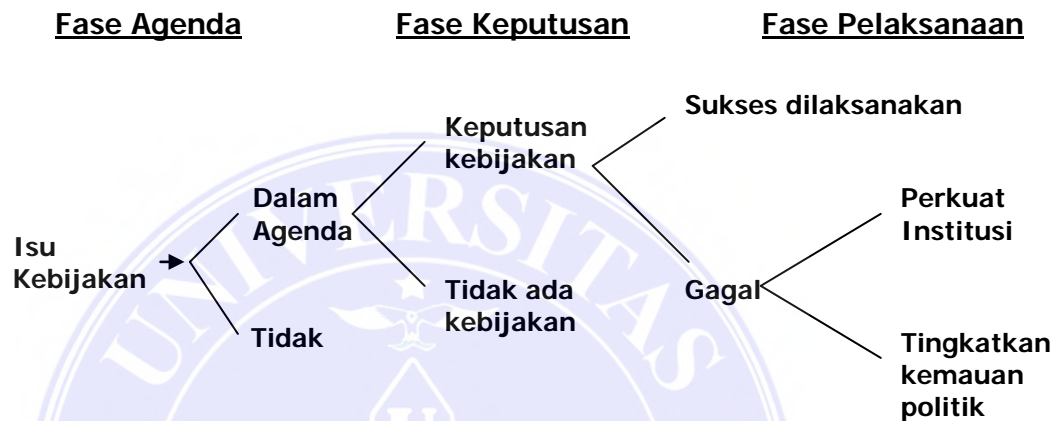 Fase Agenda
Fase Keputusan
Fase Pelaksanaan
Isu
Kebijakan
Dalam
Agenda
Tidak
Keputusan
kebijakan
Tidak ada
kebijakan
Sukses dilaksanakan
Gagal
Perkuat
Institusi
Tingkatkan
kemauan
politik
UNIVERSITAS